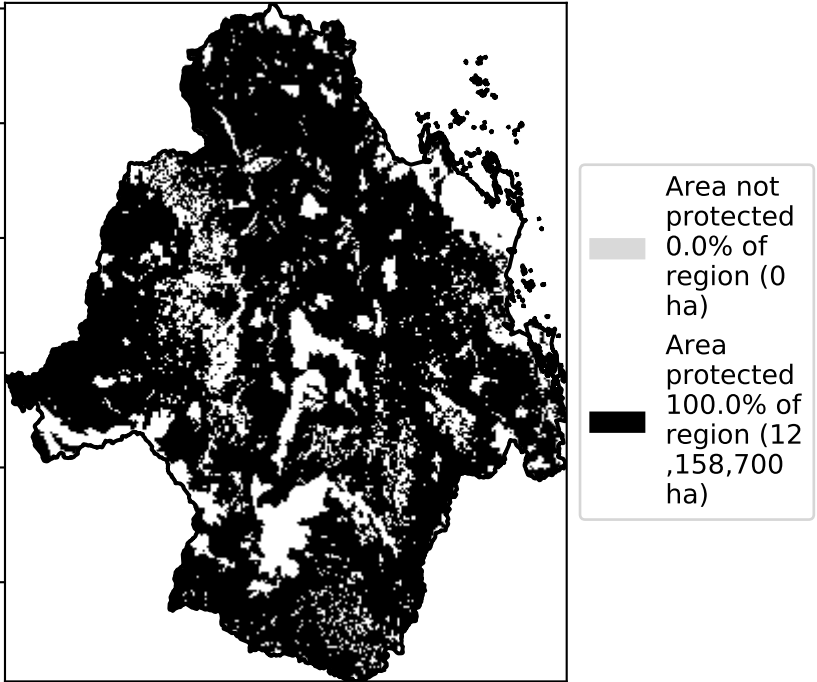 Area not
protected
0.0% of
region (0
ha)
Area
protected
100.0% of
region (12
,158,700
ha)